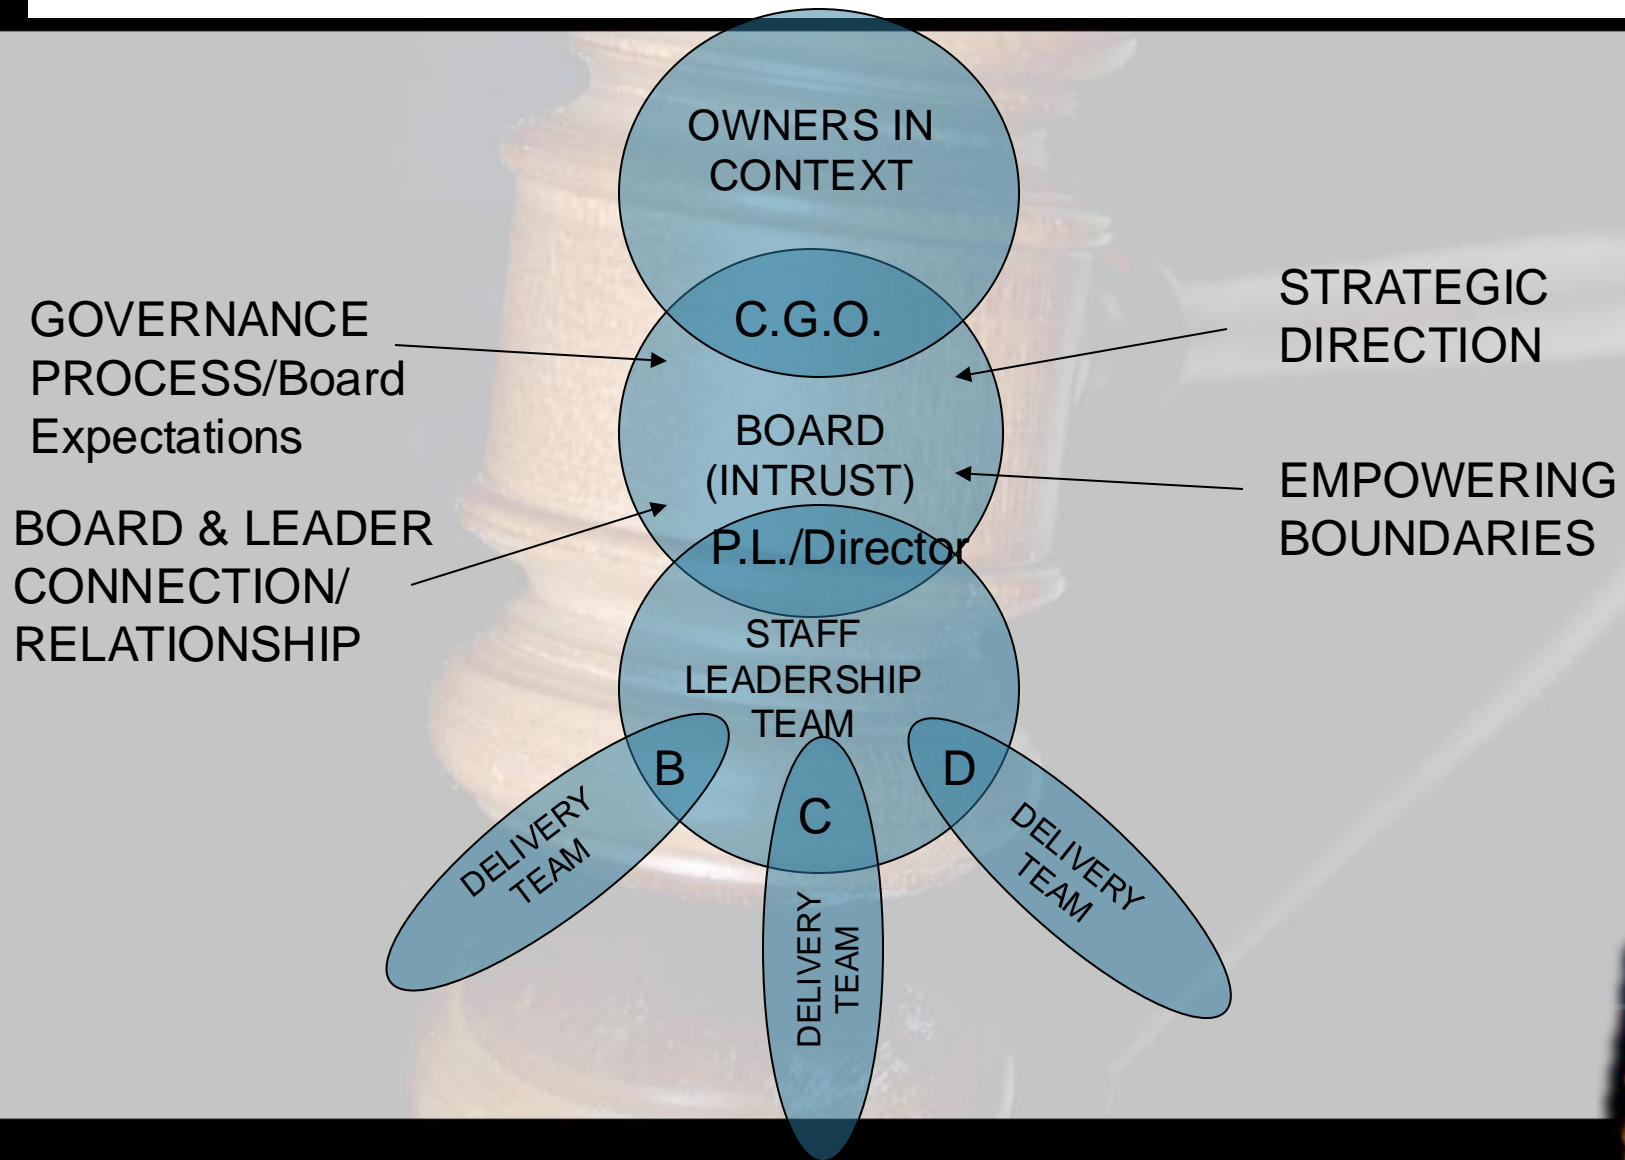 OWNERS IN
CONTEXT
C.G.O.
GOVERNANCE
PROCESS/Board
Expectations
STRATEGIC
DIRECTION
BOARD
(INTRUST)
EMPOWERING
BOUNDARIES
BOARD & LEADER
CONNECTION/
RELATIONSHIP
P.L./Director
STAFF
LEADERSHIP
TEAM
B
C
D
DELIVERY
TEAM
DELIVERY
TEAM
DELIVERY
TEAM